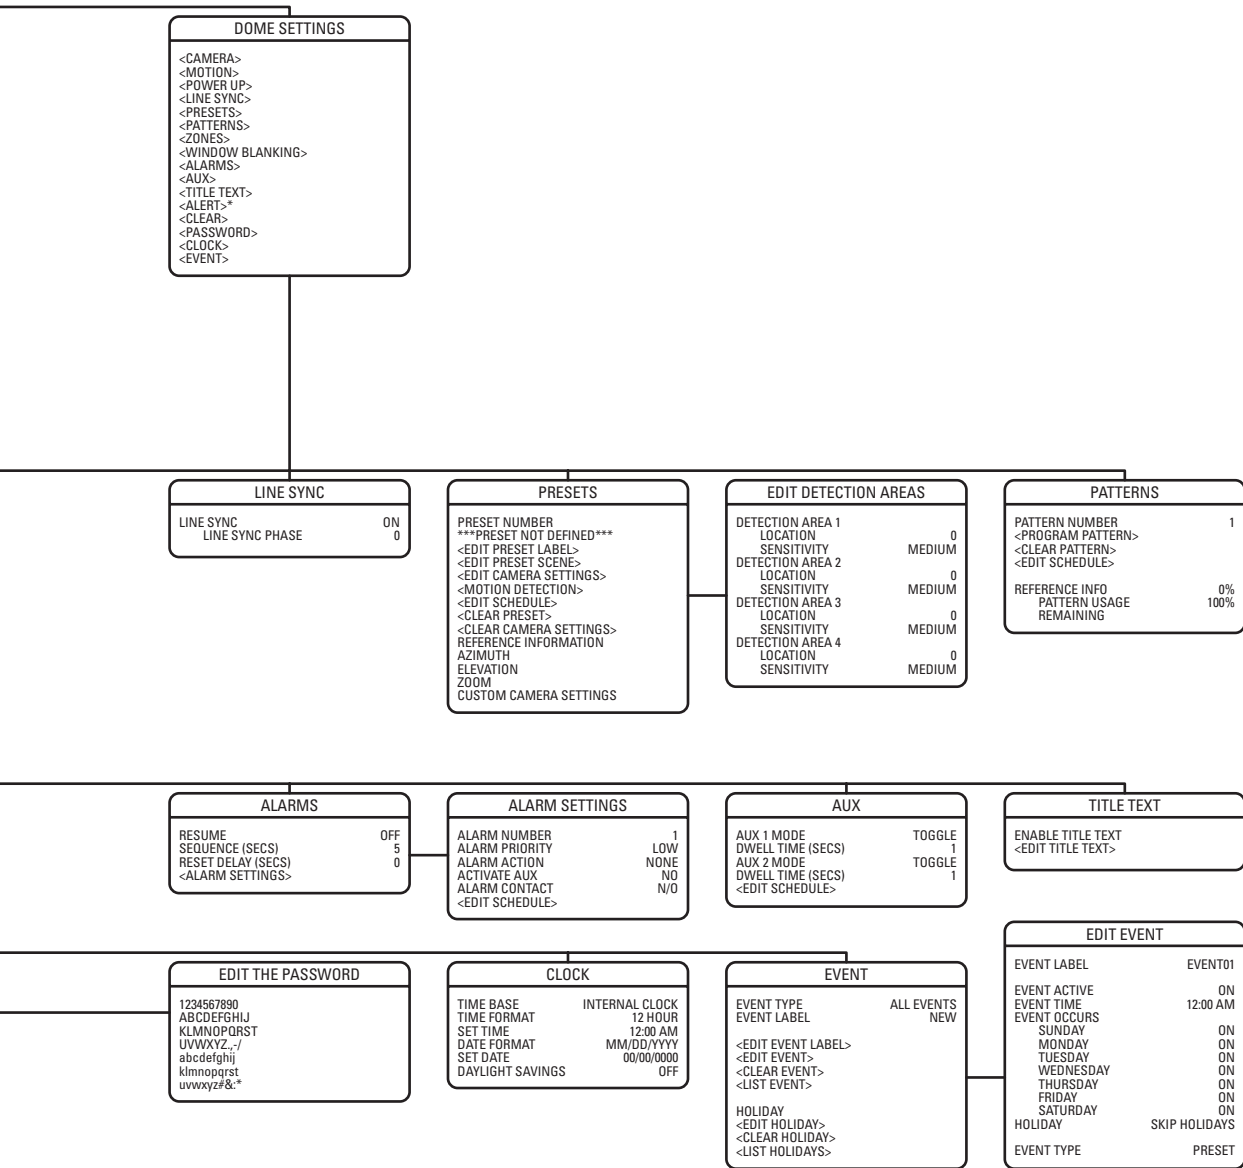 DOME SETTINGS
<CAMERA>
<MOTION>
<POWER UP>
<LINE SYNC>
<PRESETS>
<PATTERNS>
<ZONES>
<WINDOW BLANKING>
<ALARMS>
<AUX>
<TITLE TEXT>
<ALERT>*
<CLEAR>
<PASSWORD>
<CLOCK>
<EVENT>
LINE SYNC
LINE SYNC ON
LINE SYNC PHASE 0
PRESETS
PRESET NUMBER
***PRESET NOT DEFINED***
<EDIT PRESET LABEL>
<EDIT PRESET SCENE>
<EDIT CAMERA SETTINGS>
<MOTION DETECTION>
<EDIT SCHEDULE>
<CLEAR PRESET>
<CLEAR CAMERA SETTINGS>
REFERENCE INFORMATION
AZIMUTH
ELEVATION
ZOOM
CUSTOM CAMERA SETTINGS
EDIT DETECTION AREAS
DETECTION AREA 1
LOCATION 0
SENSITIVITY MEDIUM
DETECTION AREA 2
LOCATION 0
SENSITIVITY MEDIUM
DETECTION AREA 3
LOCATION 0
SENSITIVITY MEDIUM
DETECTION AREA 4
LOCATION 0
SENSITIVITY MEDIUM
PATTERNS
PATTERN NUMBER 1
<PROGRAM PATTERN>
<CLEAR PATTERN>
<EDIT SCHEDULE>
REFERENCE INFO 0%
PATTERN USAGE 100%
REMAINING
ALARMS
RESUME OFF
SEQUENCE (SECS) 5
RESET DELAY (SECS) 0
<ALARM SETTINGS>
ALARM SETTINGS
ALARM NUMBER 1
ALARM PRIORITY LOW
ALARM ACTION NONE
ACTIVATE AUX NO
ALARM CONTACT N/O
<EDIT SCHEDULE>
AUX
AUX 1 MODE TOGGLE
DWELL TIME (SECS) 1
AUX 2 MODE TOGGLE
DWELL TIME (SECS) 1
<EDIT SCHEDULE>
TITLE TEXT
ENABLE TITLE TEXT
<EDIT TITLE TEXT>
EDIT THE PASSWORD
1234567890
ABCDEFGHIJ
KLMNOPQRST
UVWXYZ.,-/
abcdefghij
klmnopqrst
uvwxyz#&:*
CLOCK
TIME BASE INTERNAL CLOCK
TIME FORMAT 12 HOUR
SET TIME 12:00 AM
DATE FORMAT MM/DD/YYYY
SET DATE 00/00/0000
DAYLIGHT SAVINGS OFF
EVENT
EVENT TYPE ALL EVENTS
EVENT LABEL NEW
<EDIT EVENT LABEL>
<EDIT EVENT>
<CLEAR EVENT>
<LIST EVENT>
HOLIDAY
<EDIT HOLIDAY>
<CLEAR HOLIDAY>
<LIST HOLIDAYS>
EDIT EVENT
EVENT LABEL EVENT01
EVENT ACTIVE ON
EVENT TIME 12:00 AM
EVENT OCCURS
SUNDAY ON
MONDAY ON
TUESDAY ON
WEDNESDAY ON
THURSDAY ON
FRIDAY ON
SATURDAY ON
HOLIDAY SKIP HOLIDAYS
EVENT TYPE PRESET